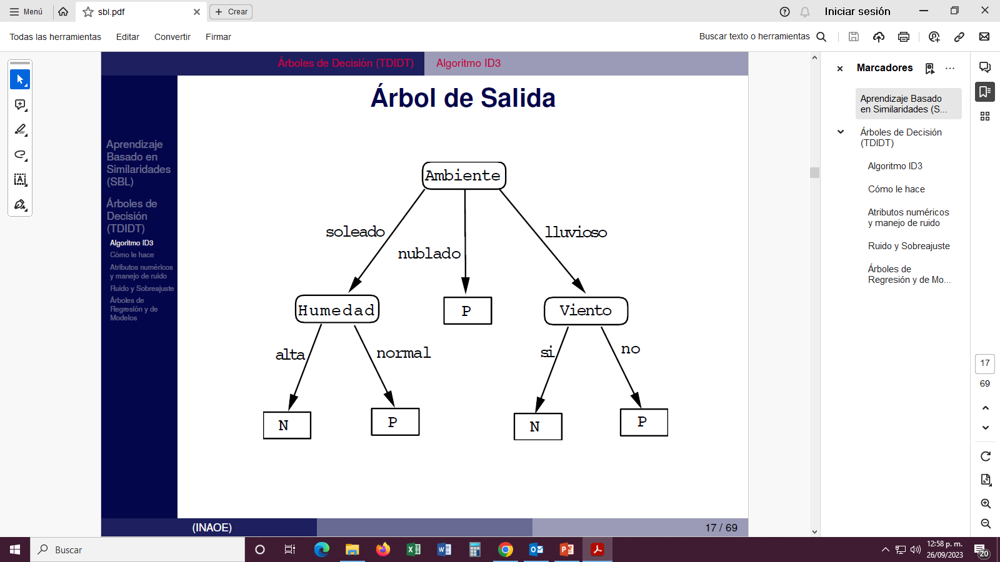 Menú
sbl.pdf
Crear
Iniciar sesión
Todas las herramientas
Editar
Convertir
Firmar
Buscar texto o herramientas
Árboles de Decisión (TDIDT)
Algoritmo ID3
Árbol de Salida
Aprendizaje
Basado en
Similaridades
(SBL)
Árboles de
Decisión
(TDIDT)
Algoritmo ID3
Cómo le hace
Atributos numéricos
y manejo de ruido
Ruido y Sobreajuste
Árboles de
Regresión y de
Modelos
Ambiente
soleado
nublado
lluvioso
Humedad
P
Viento
alta
normal
si
no
N
P
N
P
(INAOE)
17 / 69
Marcadores
Aprendizaje Basado
en Similaridades (S...
Árboles de Decisión
(TDIDT)
Algoritmo ID3
Cómo le hace
Atributos numéricos
y manejo de ruido
Ruido y Sobreajuste
Árboles de
Regresión y de Mo...
17
69
Buscar
12:58 p. m.
26/09/2023
20